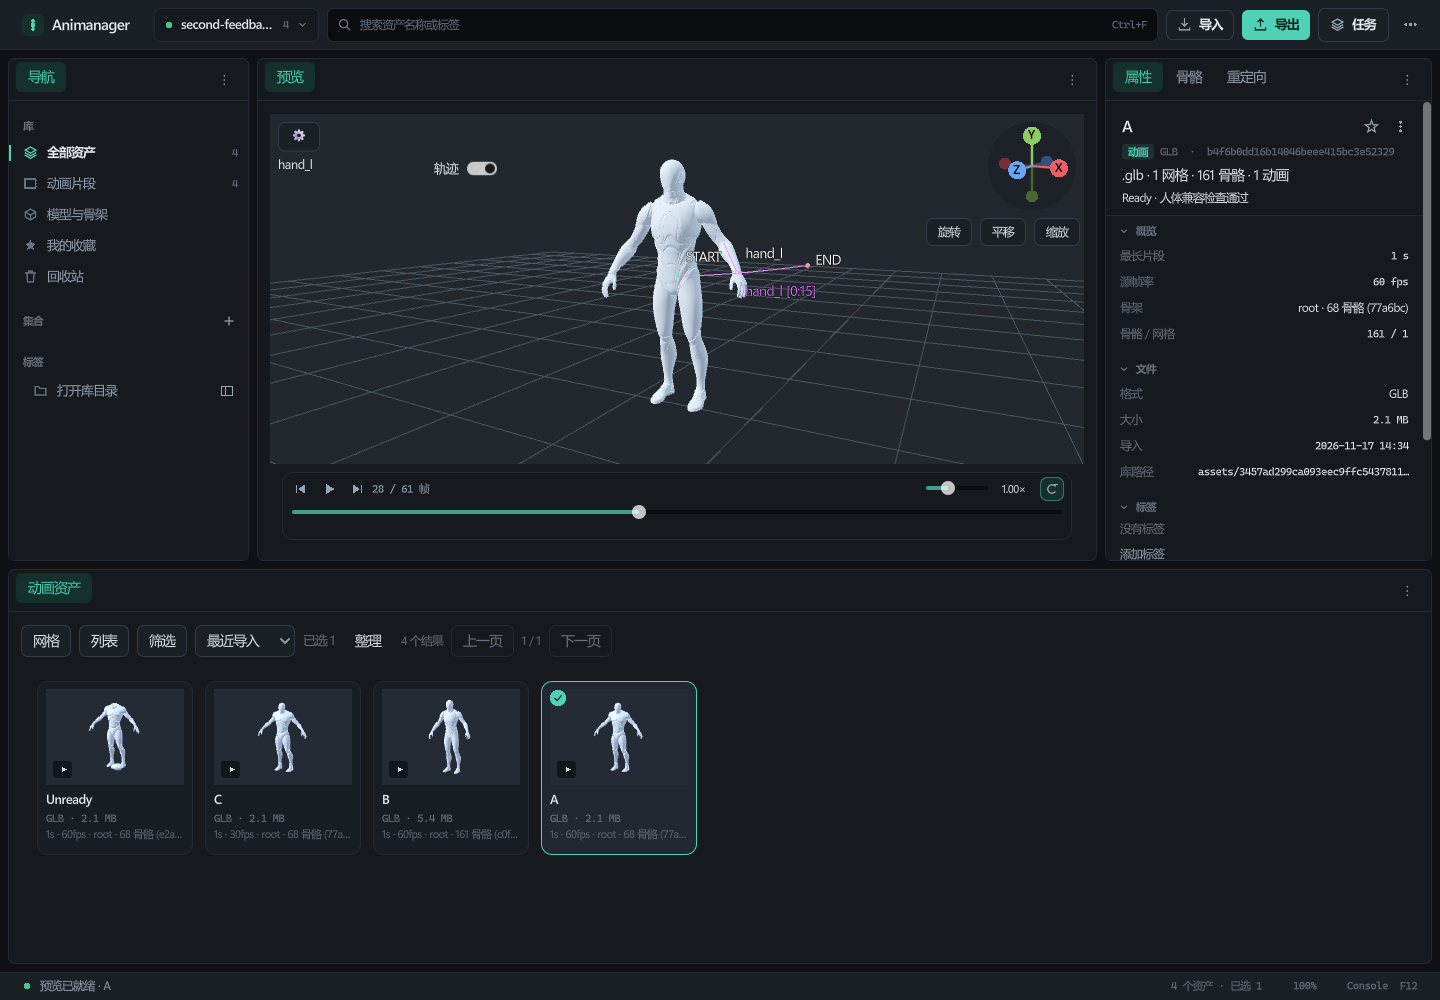 Animanager
second-feedba... 4
搜索资产名称或标签 Ctrl+F
导入
导出
任务
导航
库
全部资产 4
动画片段 4
模型与骨架
我的收藏
回收站
集合
标签
打开库目录
预览
hand_l
轨迹
Y
Z
X
旋转
平移
缩放
START
hand_l
END
hand_l [0:15]
28 / 61 帧
1.00×
属性
骨骼
重定向
A
动画 GLB · b4f6b0dd16b14046beee415bc3e52329
.glb · 1 网格 · 161 骨骼 · 1 动画
Ready · 人体兼容检查通过
概览
最长片段 1 s
源帧率 60 fps
骨架 root · 68 骨骼 (77a6bc)
骨骼 / 网格 161 / 1
文件
格式 GLB
大小 2.1 MB
导入 2026-11-17 14:34
库路径 assets/3457ad299ca093eec9ffc5437811…
标签
没有标签
添加标签
动画资产
网格
列表
筛选
最近导入
已选 1
整理
4 个结果
上一页
1 / 1
下一页
Unready
GLB · 2.1 MB
1s · 60fps · root · 68 骨骼 (e2a...
C
GLB · 2.1 MB
1s · 30fps · root · 68 骨骼 (77a...
B
GLB · 5.4 MB
1s · 60fps · root · 161 骨骼 (c0f...
A
GLB · 2.1 MB
1s · 60fps · root · 68 骨骼 (77a...
预览已就绪 · A
4 个资产 · 已选 1
100%
Console F12